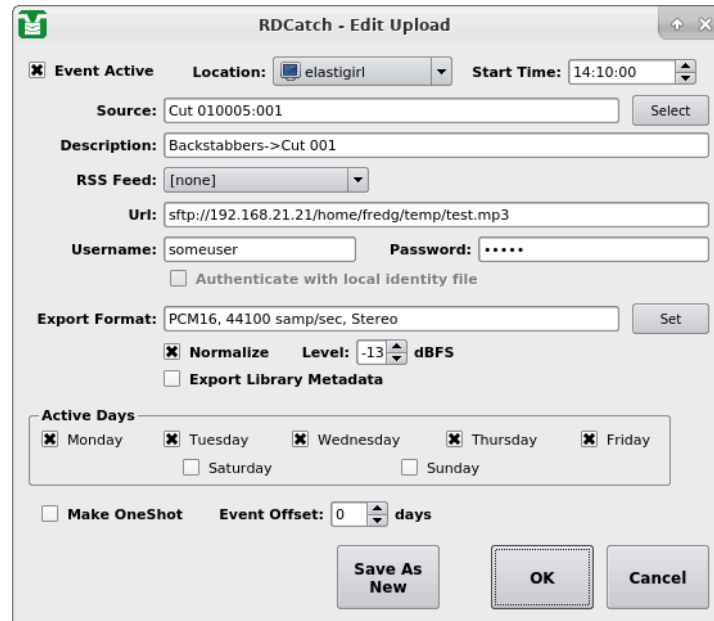 RDCatch - Edit Upload
Event Active Location: elastigirl Start Time: 14:10:00
Source: Cut 010005:001 Select
Description: Backstabbers->Cut 001
RSS Feed: [none]
Url: sftp://192.168.21.21/home/fredg/temp/test.mp3
Username: someuser Password: •••••
Authenticate with local identity file
Export Format: PCM16, 44100 samp/sec, Stereo Set
Normalize Level: -13 dBFS
Export Library Metadata
Active Days
Monday Tuesday Wednesday Thursday Friday
Saturday Sunday
Make OneShot Event Offset: 0 days
Save As
New
OK Cancel